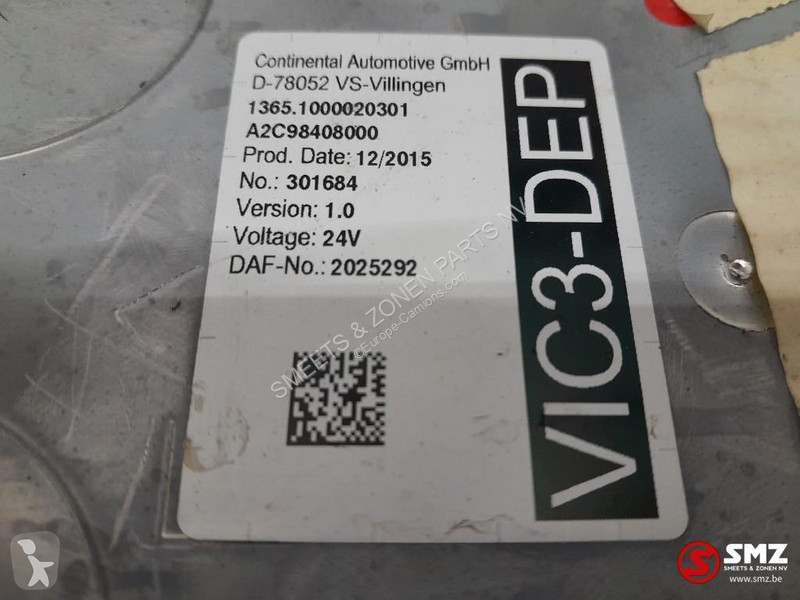 Continental Automotive GmbH
D-78052 VS-Villingen
1365.1000020301
A2C98408000
Prod. Date: 12/2015
No.: 301684
Version: 1.0
Voltage: 24V
DAF-No.: 2025292
VIC3-DEP
SMEETS & ZONEN PARTS NV
©Europe-Camions.com
SMZ
SMEETS & ZONEN NV
www.smz.be